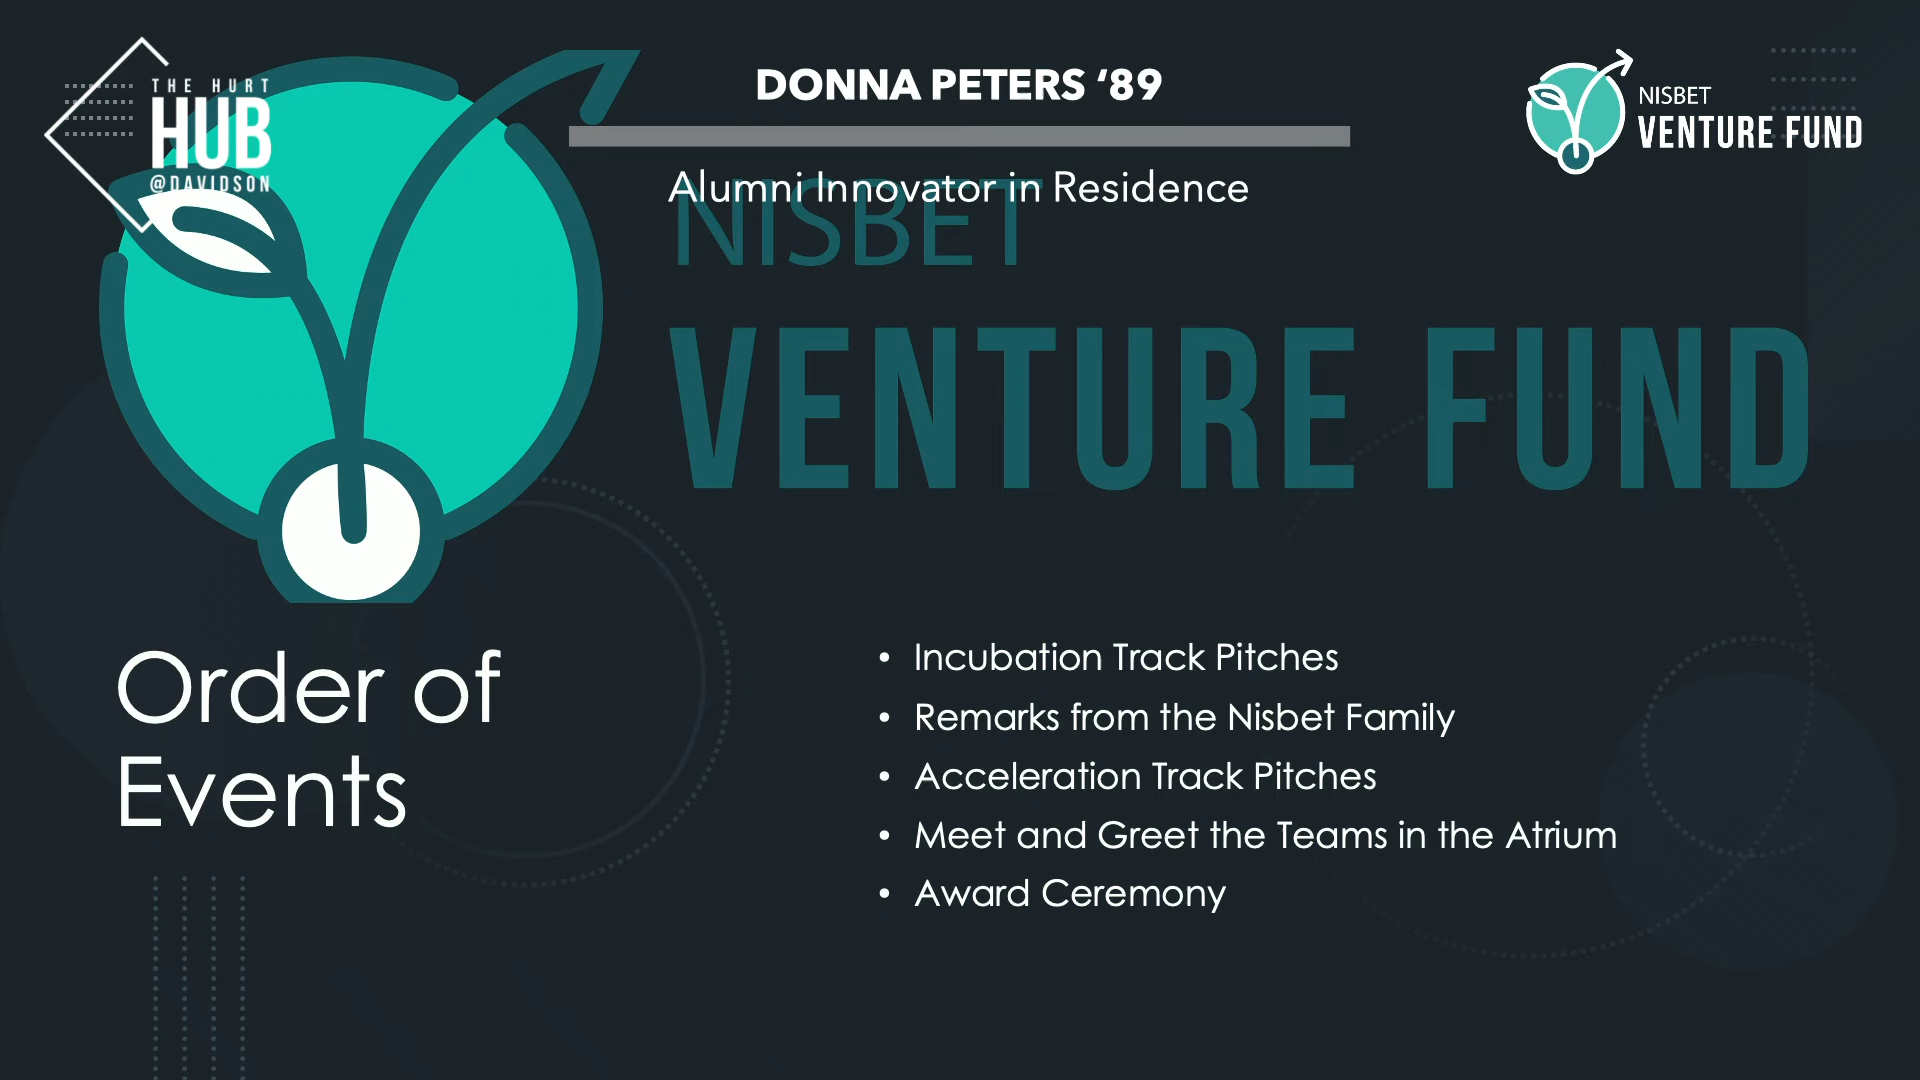 THE HURT
HUB
@DAVIDSON
DONNA PETERS ‘89
Alumni Innovator in Residence
NISBET
VENTURE FUND
NISBET
VENTURE FUND
Order of
Events
• Incubation Track Pitches
• Remarks from the Nisbet Family
• Acceleration Track Pitches
• Meet and Greet the Teams in the Atrium
• Award Ceremony